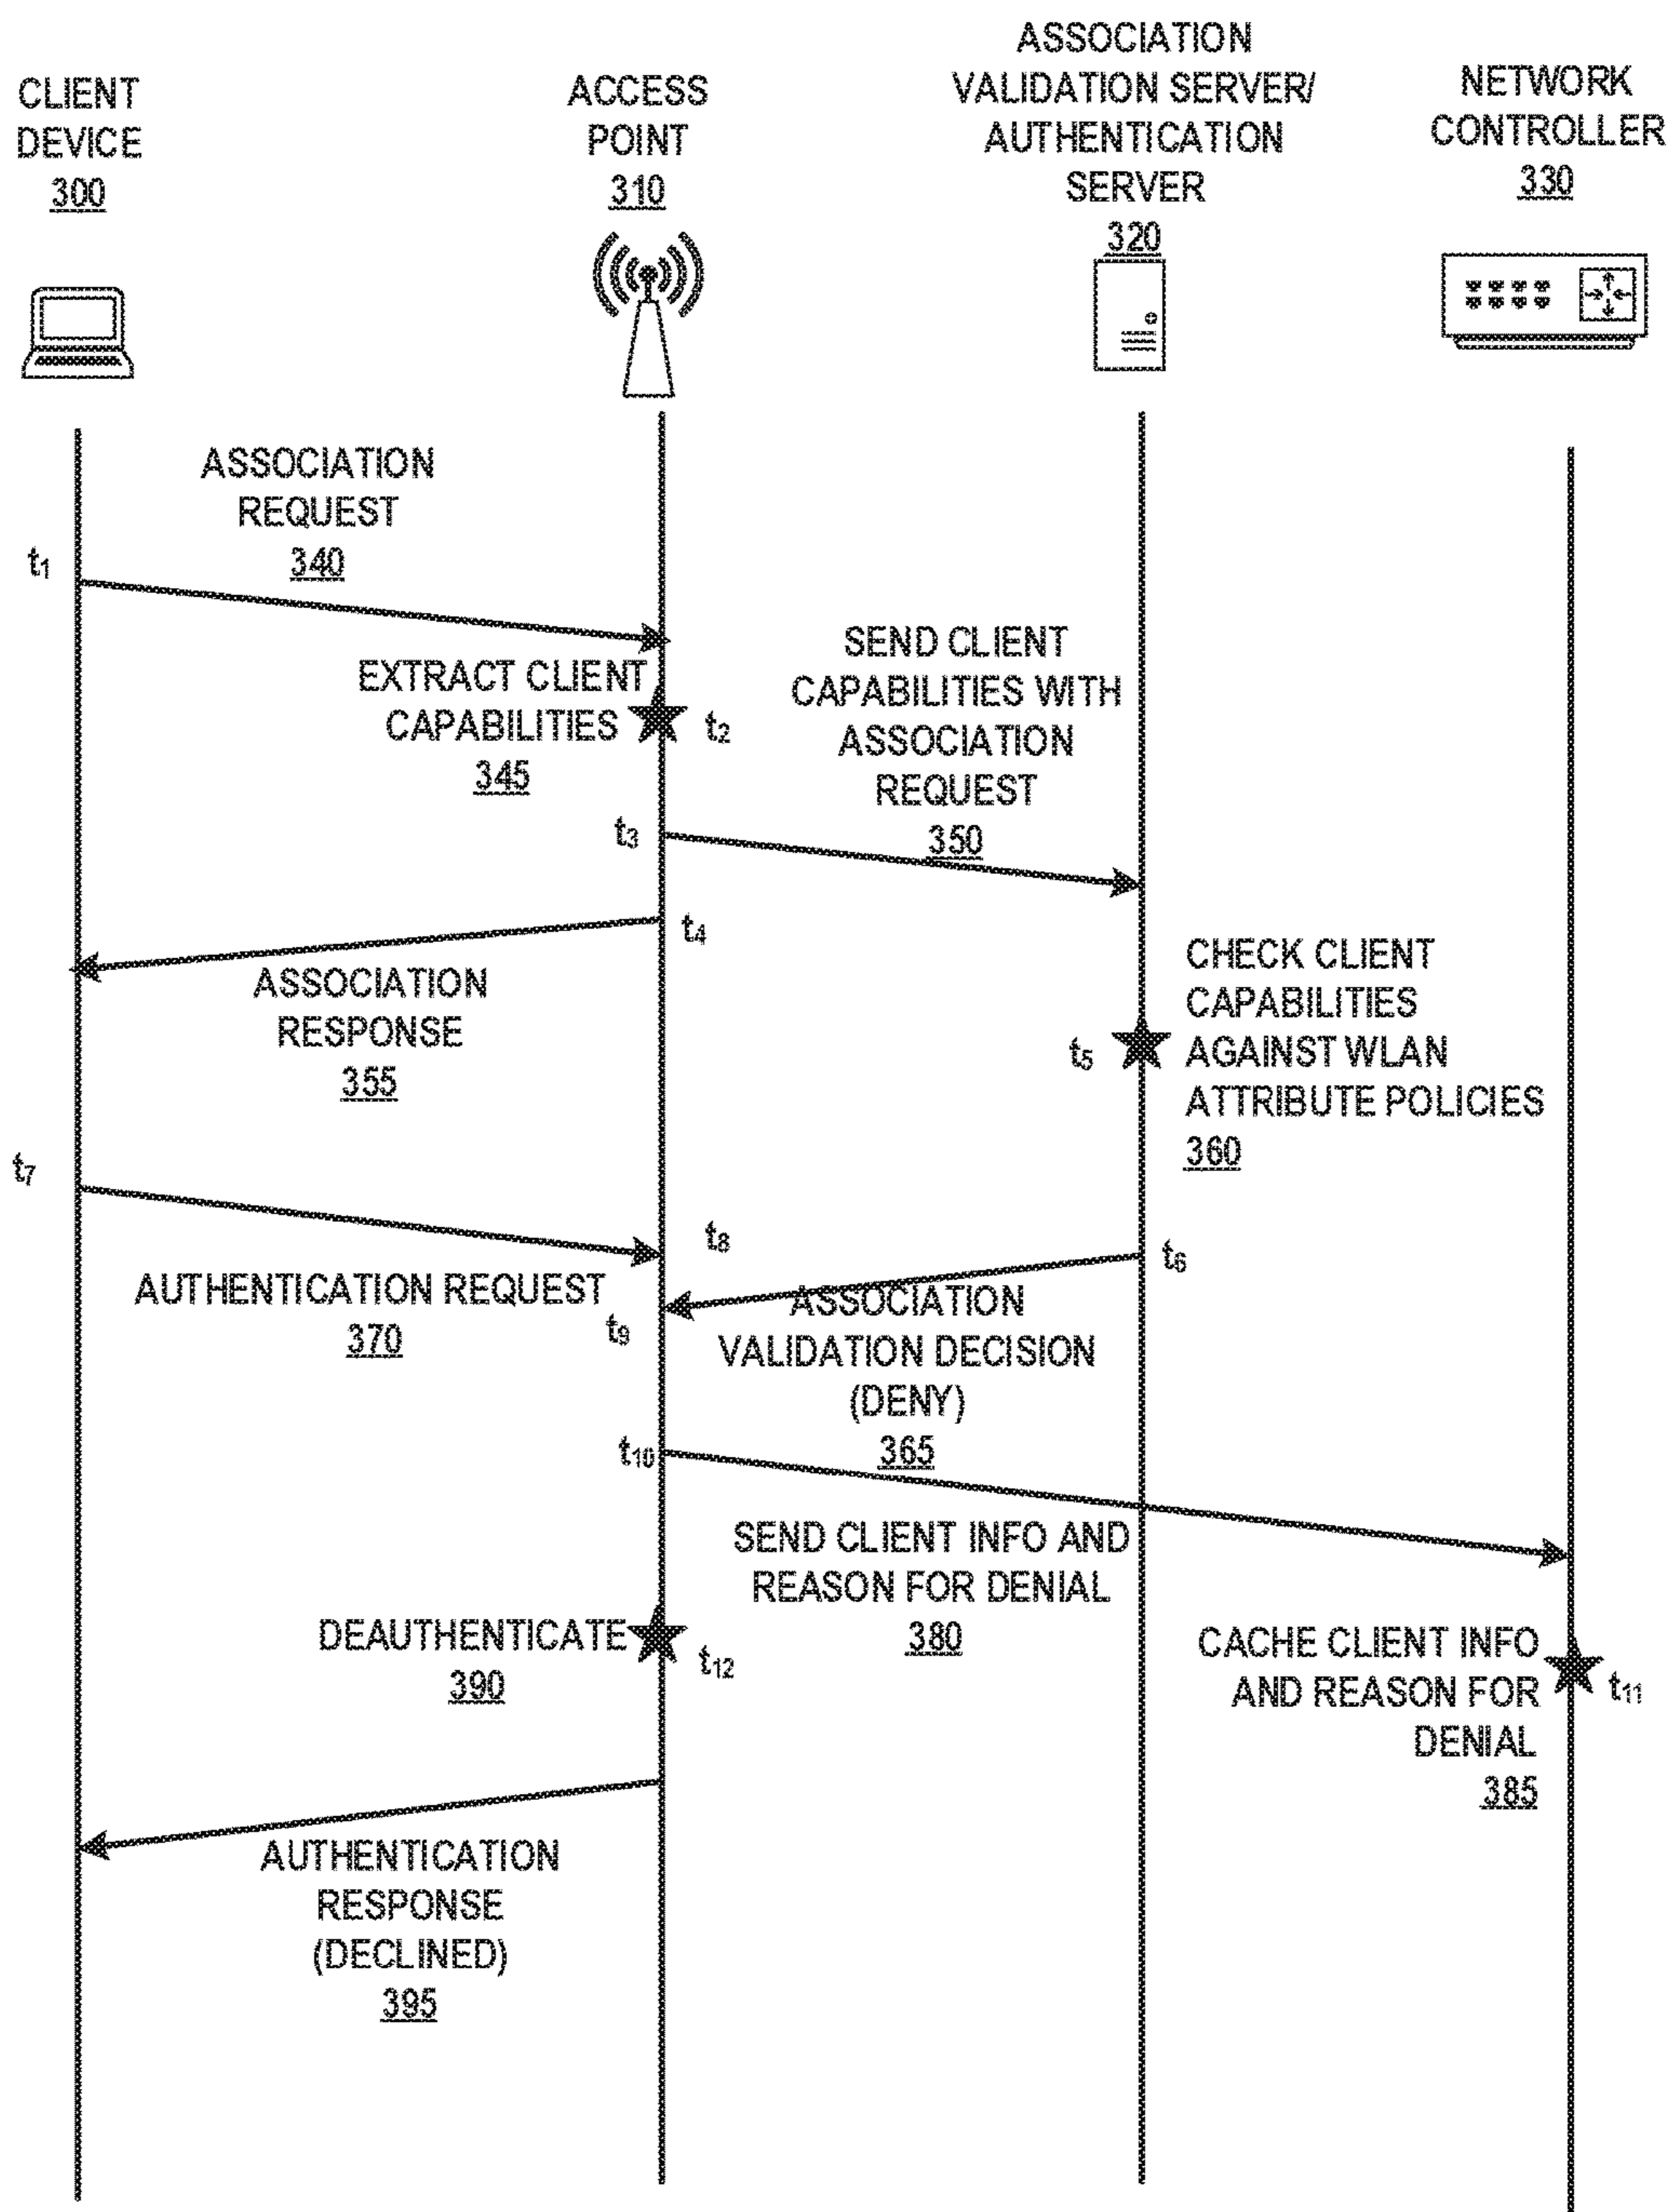 CLIENT
DEVICE
300
ACCESS
POINT
310
ASSOCIATION
VALIDATION SERVER/
AUTHENTICATION
SERVER
320
NETWORK
CONTROLLER
330
ASSOCIATION
REQUEST
340
t1
EXTRACT CLIENT
CAPABILITIES
345
t2
SEND CLIENT
CAPABILITIES WITH
ASSOCIATION
REQUEST
350
t3
t4
ASSOCIATION
RESPONSE
355
t5
CHECK CLIENT
CAPABILITIES
AGAINST WLAN
ATTRIBUTE POLICIES
360
t7
t8
t6
AUTHENTICATION REQUEST
370
t9
ASSOCIATION
VALIDATION DECISION
(DENY)
365
t10
SEND CLIENT INFO AND
REASON FOR DENIAL
380
DEAUTHENTICATE
390
t12
CACHE CLIENT INFO
AND REASON FOR
DENIAL
385
t11
AUTHENTICATION
RESPONSE
(DECLINED)
395